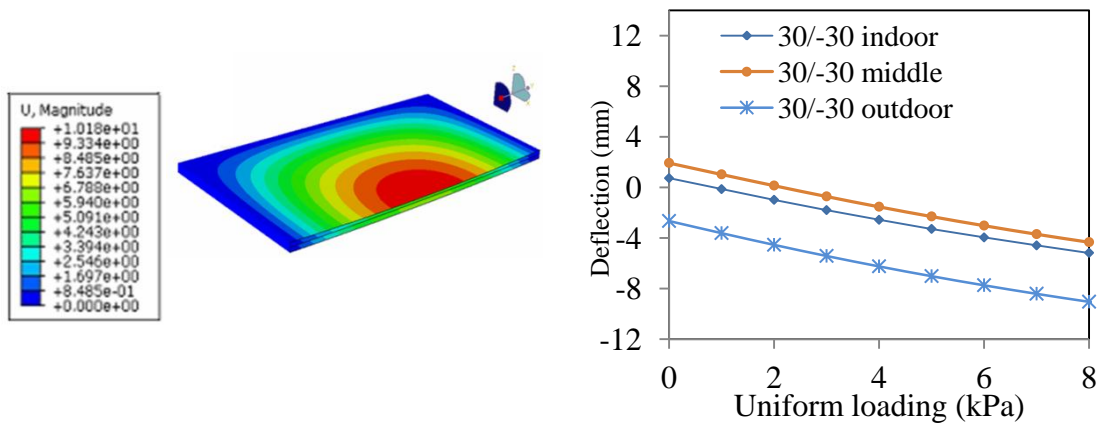 U, Magnitude
+1.018e+01
+9.334e+00
+8.485e+00
+7.637e+00
+6.788e+00
+5.940e+00
+5.091e+00
+4.243e+00
+3.394e+00
+2.546e+00
+1.697e+00
+8.485e-01
+0.000e+00
30/-30 indoor
30/-30 middle
30/-30 outdoor
Deflection (mm)
12
8
4
0
-4
-8
-12
0 2 4 6 8
Uniform loading (kPa)